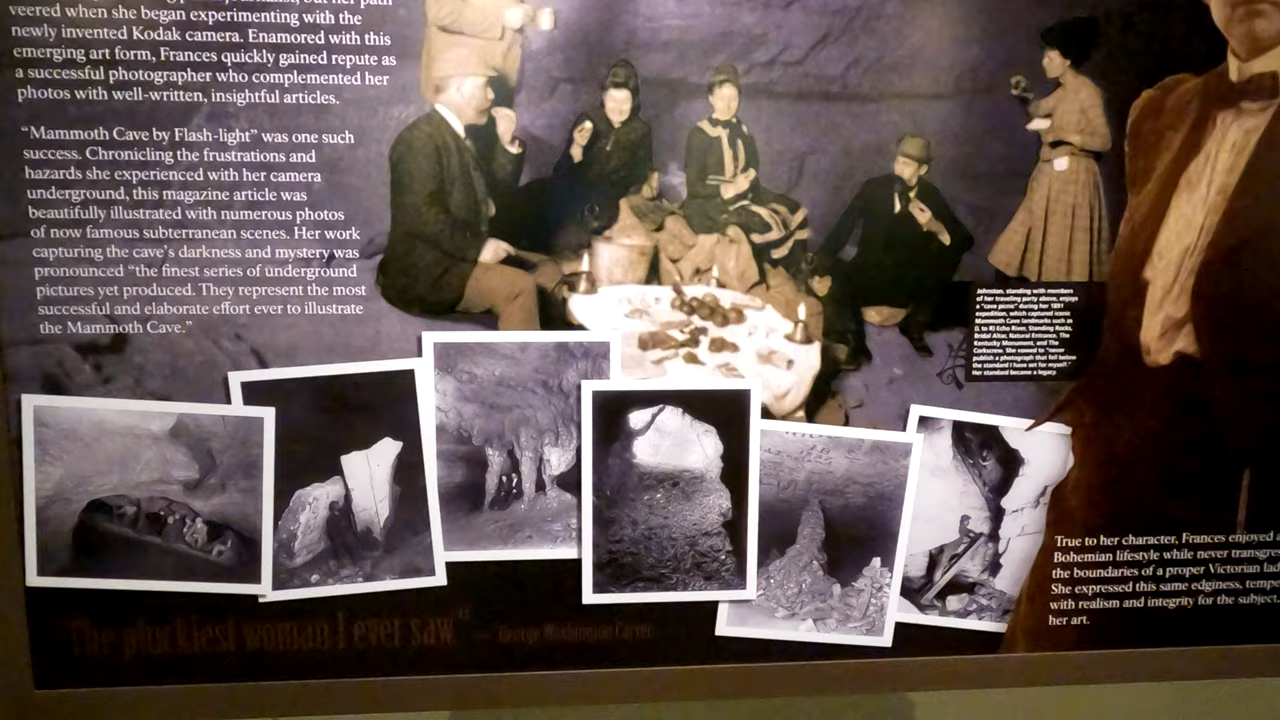 veered when she began experimenting with the
newly invented Kodak camera. Enamored with this
emerging art form, Frances quickly gained repute as
a successful photographer who complemented her
photos with well-written, insightful articles.
“Mammoth Cave by Flash-light” was one such
success. Chronicling the frustrations and
hazards she experienced with her camera
underground, this magazine article was
beautifully illustrated with numerous photos
of now famous subterranean scenes. Her work
capturing the cave’s darkness and mystery was
pronounced “the finest series of underground
pictures yet produced. They represent the most
successful and elaborate effort ever to illustrate
the Mammoth Cave.”
Johnston, standing with members
of her traveling party above, enjoys
a “cave picnic” during her 1891
expedition, which captured iconic
Mammoth Cave landmarks such as
(L to R) Echo River, Standing Rocks,
Bridal Altar, Natural Entrance, The
Kentucky Monument, and The
Corkscrew. She vowed to “never
publish a photograph that fell below
the standard I have set for myself.”
Her standard became a legacy.
"The pluckiest woman I ever saw" — George Washington Carver
True to her character, Frances enjoyed a
Bohemian lifestyle while never transgre
the boundaries of a proper Victorian lad
She expressed this same edginess, tempe
with realism and integrity for the subject,
her art.